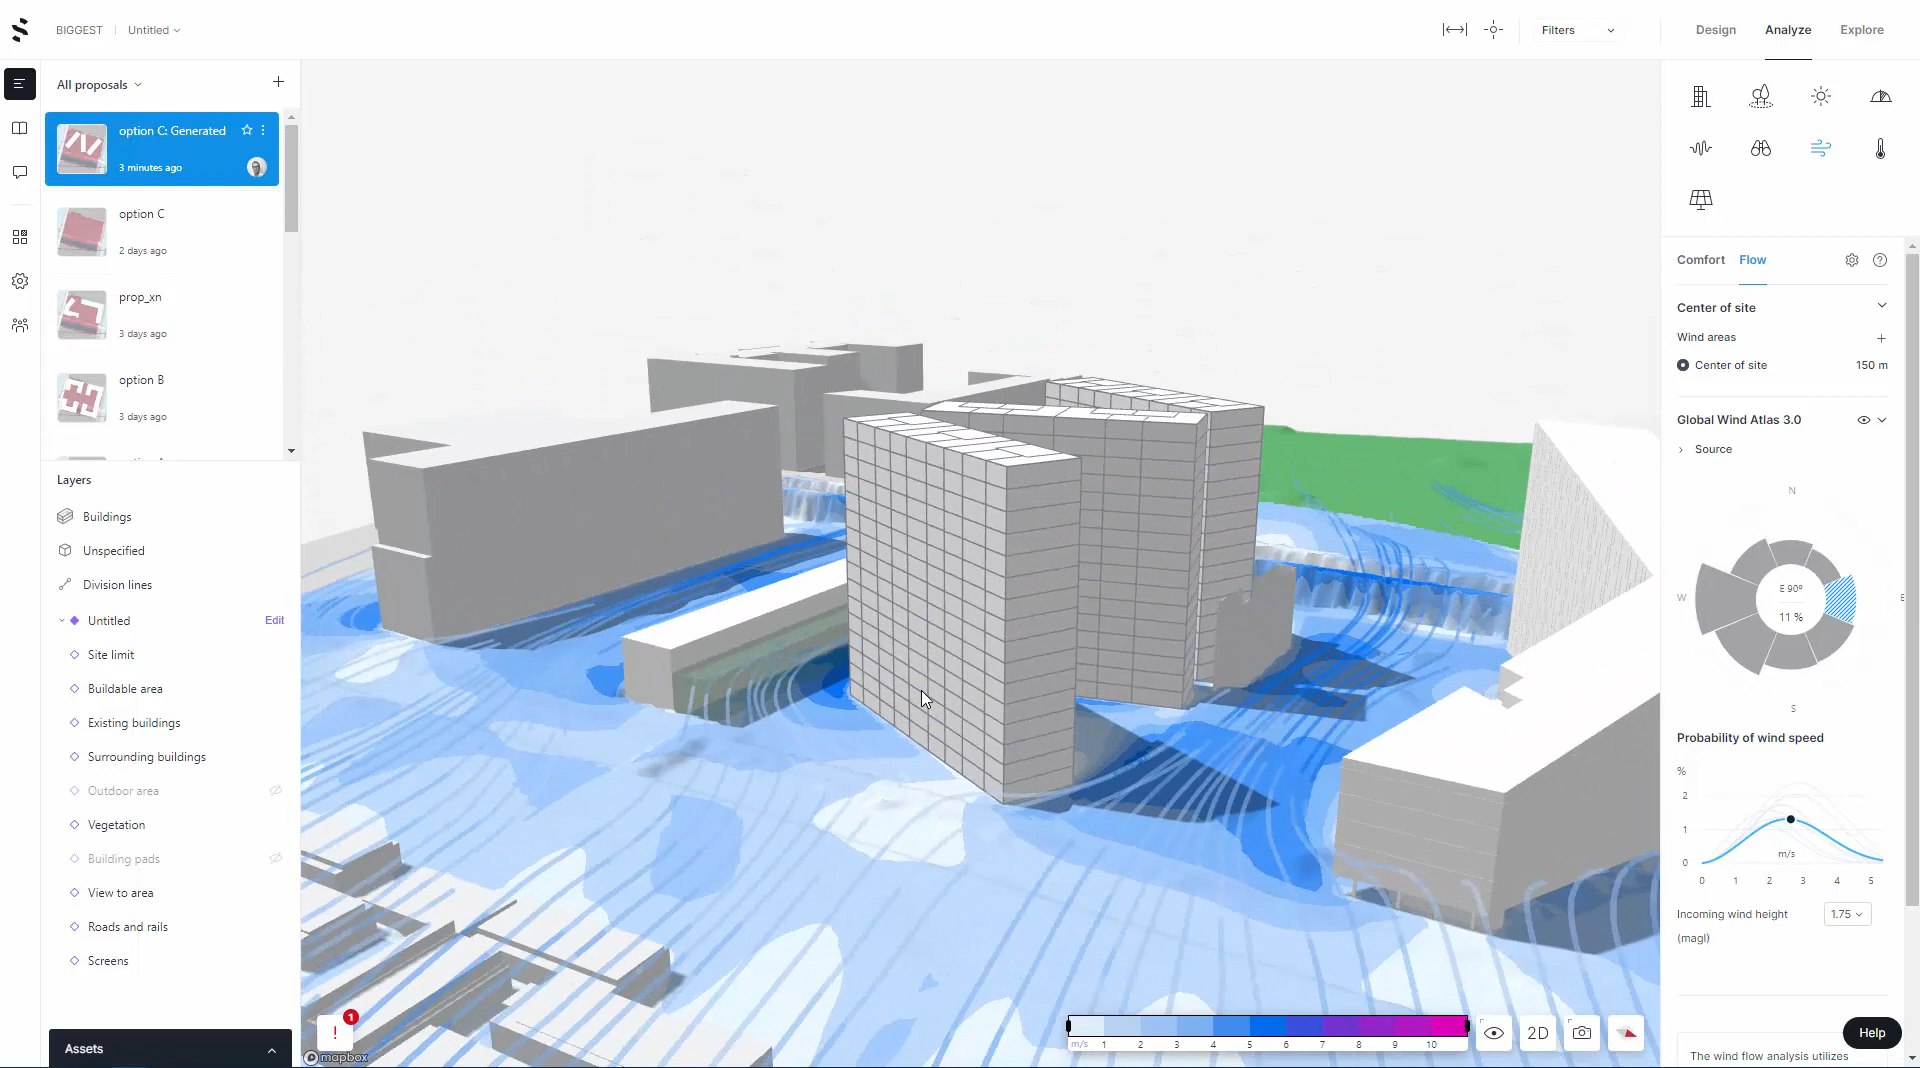 BIGGEST
Untitled
Filters
Design
Analyze
Explore
All proposals
option C: Generated
3 minutes ago
option C
2 days ago
prop_xn
3 days ago
option B
3 days ago
Layers
Buildings
Unspecified
Division lines
Untitled
Edit
Site limit
Buildable area
Existing buildings
Surrounding buildings
Outdoor area
Vegetation
Building pads
View to area
Roads and rails
Screens
Assets
1
mapbox
m/s 1 2 3 4 5 6 7 8 9 10
2D
Comfort
Flow
Center of site
Wind areas
Center of site 150 m
Global Wind Atlas 3.0
Source
N
W
E 90º
11 %
S
Probability of wind speed
%
2
1
0
m/s
0 1 2 3 4 5
Incoming wind height
(magl)
1.75
Help
The wind flow analysis utilizes